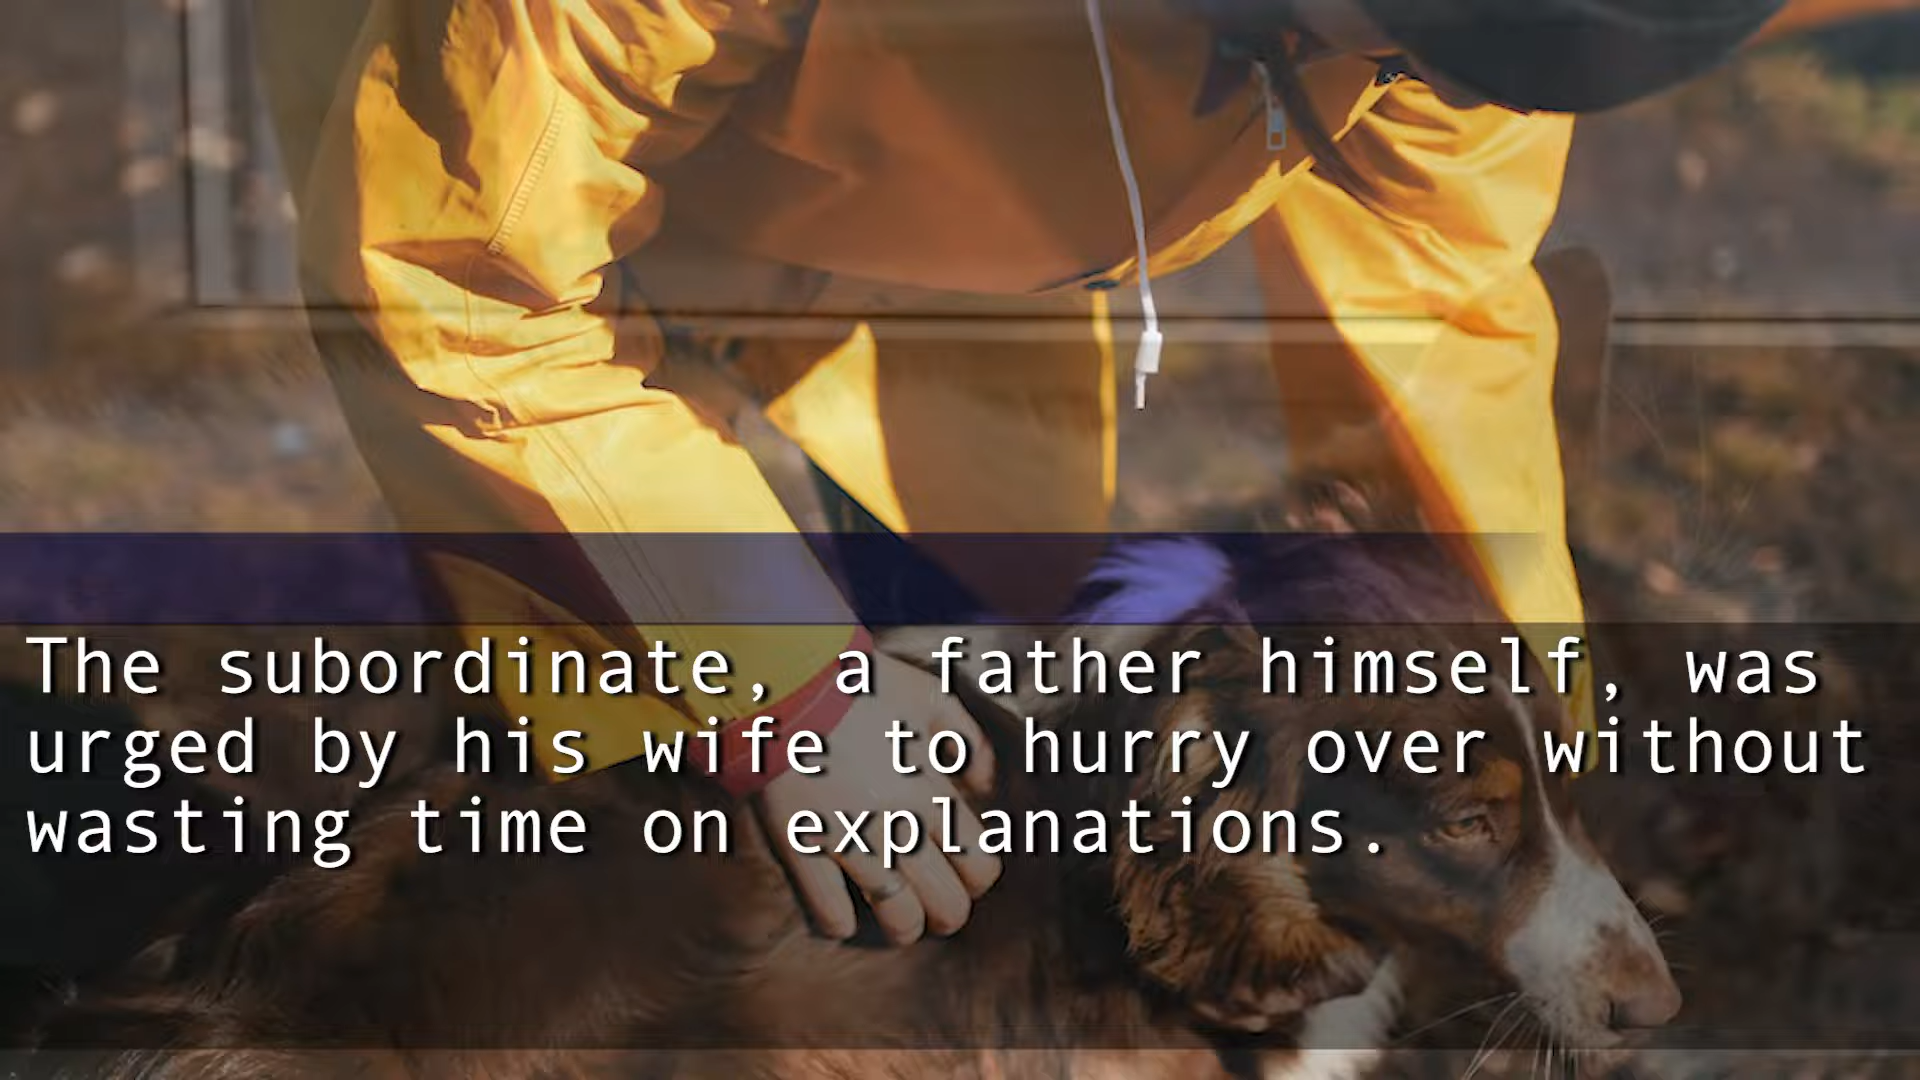 The subordinate, a father himself, was
urged by his wife to hurry over without
wasting time on explanations.